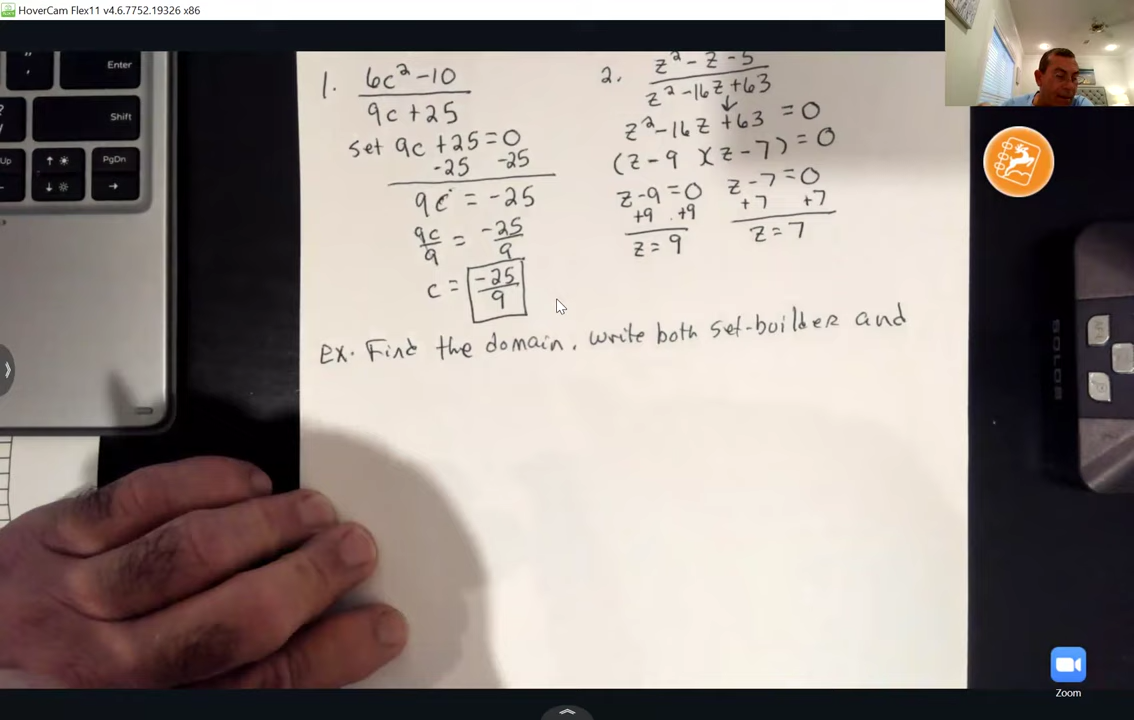 HoverCam Flex11 v4.6.7752.19326 x86
Enter
Shift
PgDn
1. 6c²-10
9c+25
set 9c+25=0
-25 -25
9c = -25
9c/9 = -25/9
c = -25/9
2. z²-z-5
z²-16z+63
z²-16z+63=0
(z-9)(z-7)=0
z-9=0 z-7=0
+9 +9 +7 +7
z=9 z=7
Ex. Find the domain, write both set-builder and
Zoom